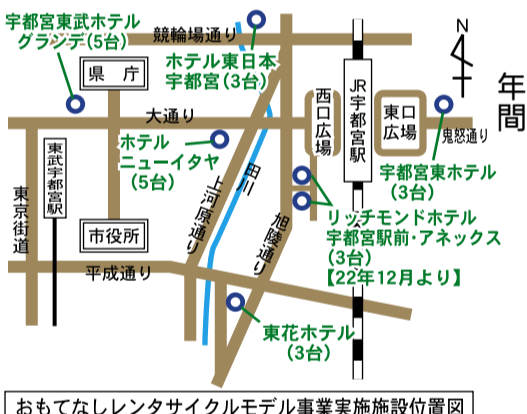 宇都宮東武ホテル
グランデ(5台)
競輪場通り
ホテル東日本
宇都宮(3台)
県庁
大通り
ホテル
ニューイタヤ
(5台)
西口広場
JR宇都宮駅
東口
広場
鬼怒通り
宇都宮東ホテル
(3台)
年間
N
東武宇都宮駅
東京街道
市役所
上河原通り
田川
旭陵通り
リッチモンドホテル
宇都宮駅前・アネックス
(3台)
【22年12月より】
平成通り
東花ホテル
(3台)
おもてなしレンタサイクルモデル事業実施施設位置図